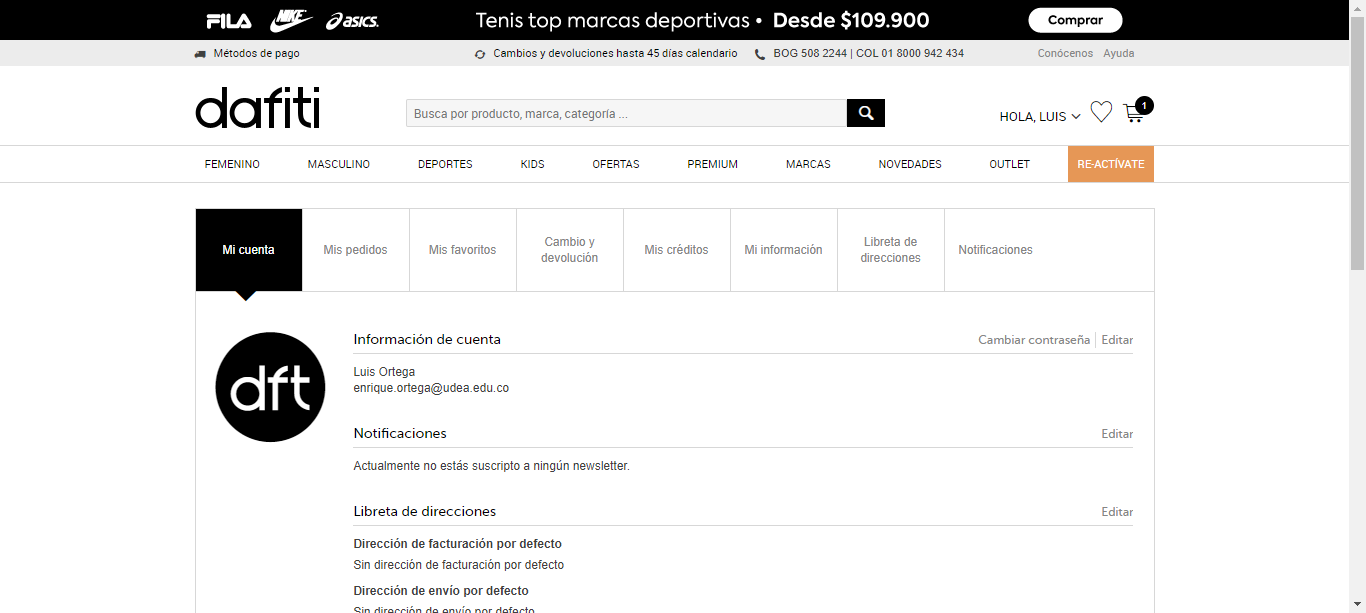 FILA NIKE asics. Tenis top marcas deportivas • Desde $109.900 Comprar
Métodos de pago Cambios y devoluciones hasta 45 días calendario BOG 508 2244 | COL 01 8000 942 434 Conócenos Ayuda
dafiti Busca por producto, marca, categoría ... HOLA, LUIS 1
FEMENINO MASCULINO DEPORTES KIDS OFERTAS PREMIUM MARCAS NOVEDADES OUTLET RE-ACTÍVATE
Mi cuenta
Mis pedidos
Mis favoritos
Cambio y
devolución
Mis créditos
Mi información
Libreta de
direcciones
Notificaciones
dft
Información de cuenta Cambiar contraseña | Editar
Luis Ortega
enrique.ortega@udea.edu.co
Notificaciones Editar
Actualmente no estás suscripto a ningún newsletter.
Libreta de direcciones Editar
Dirección de facturación por defecto
Sin dirección de facturación por defecto
Dirección de envío por defecto
Sin dirección de envío por defecto